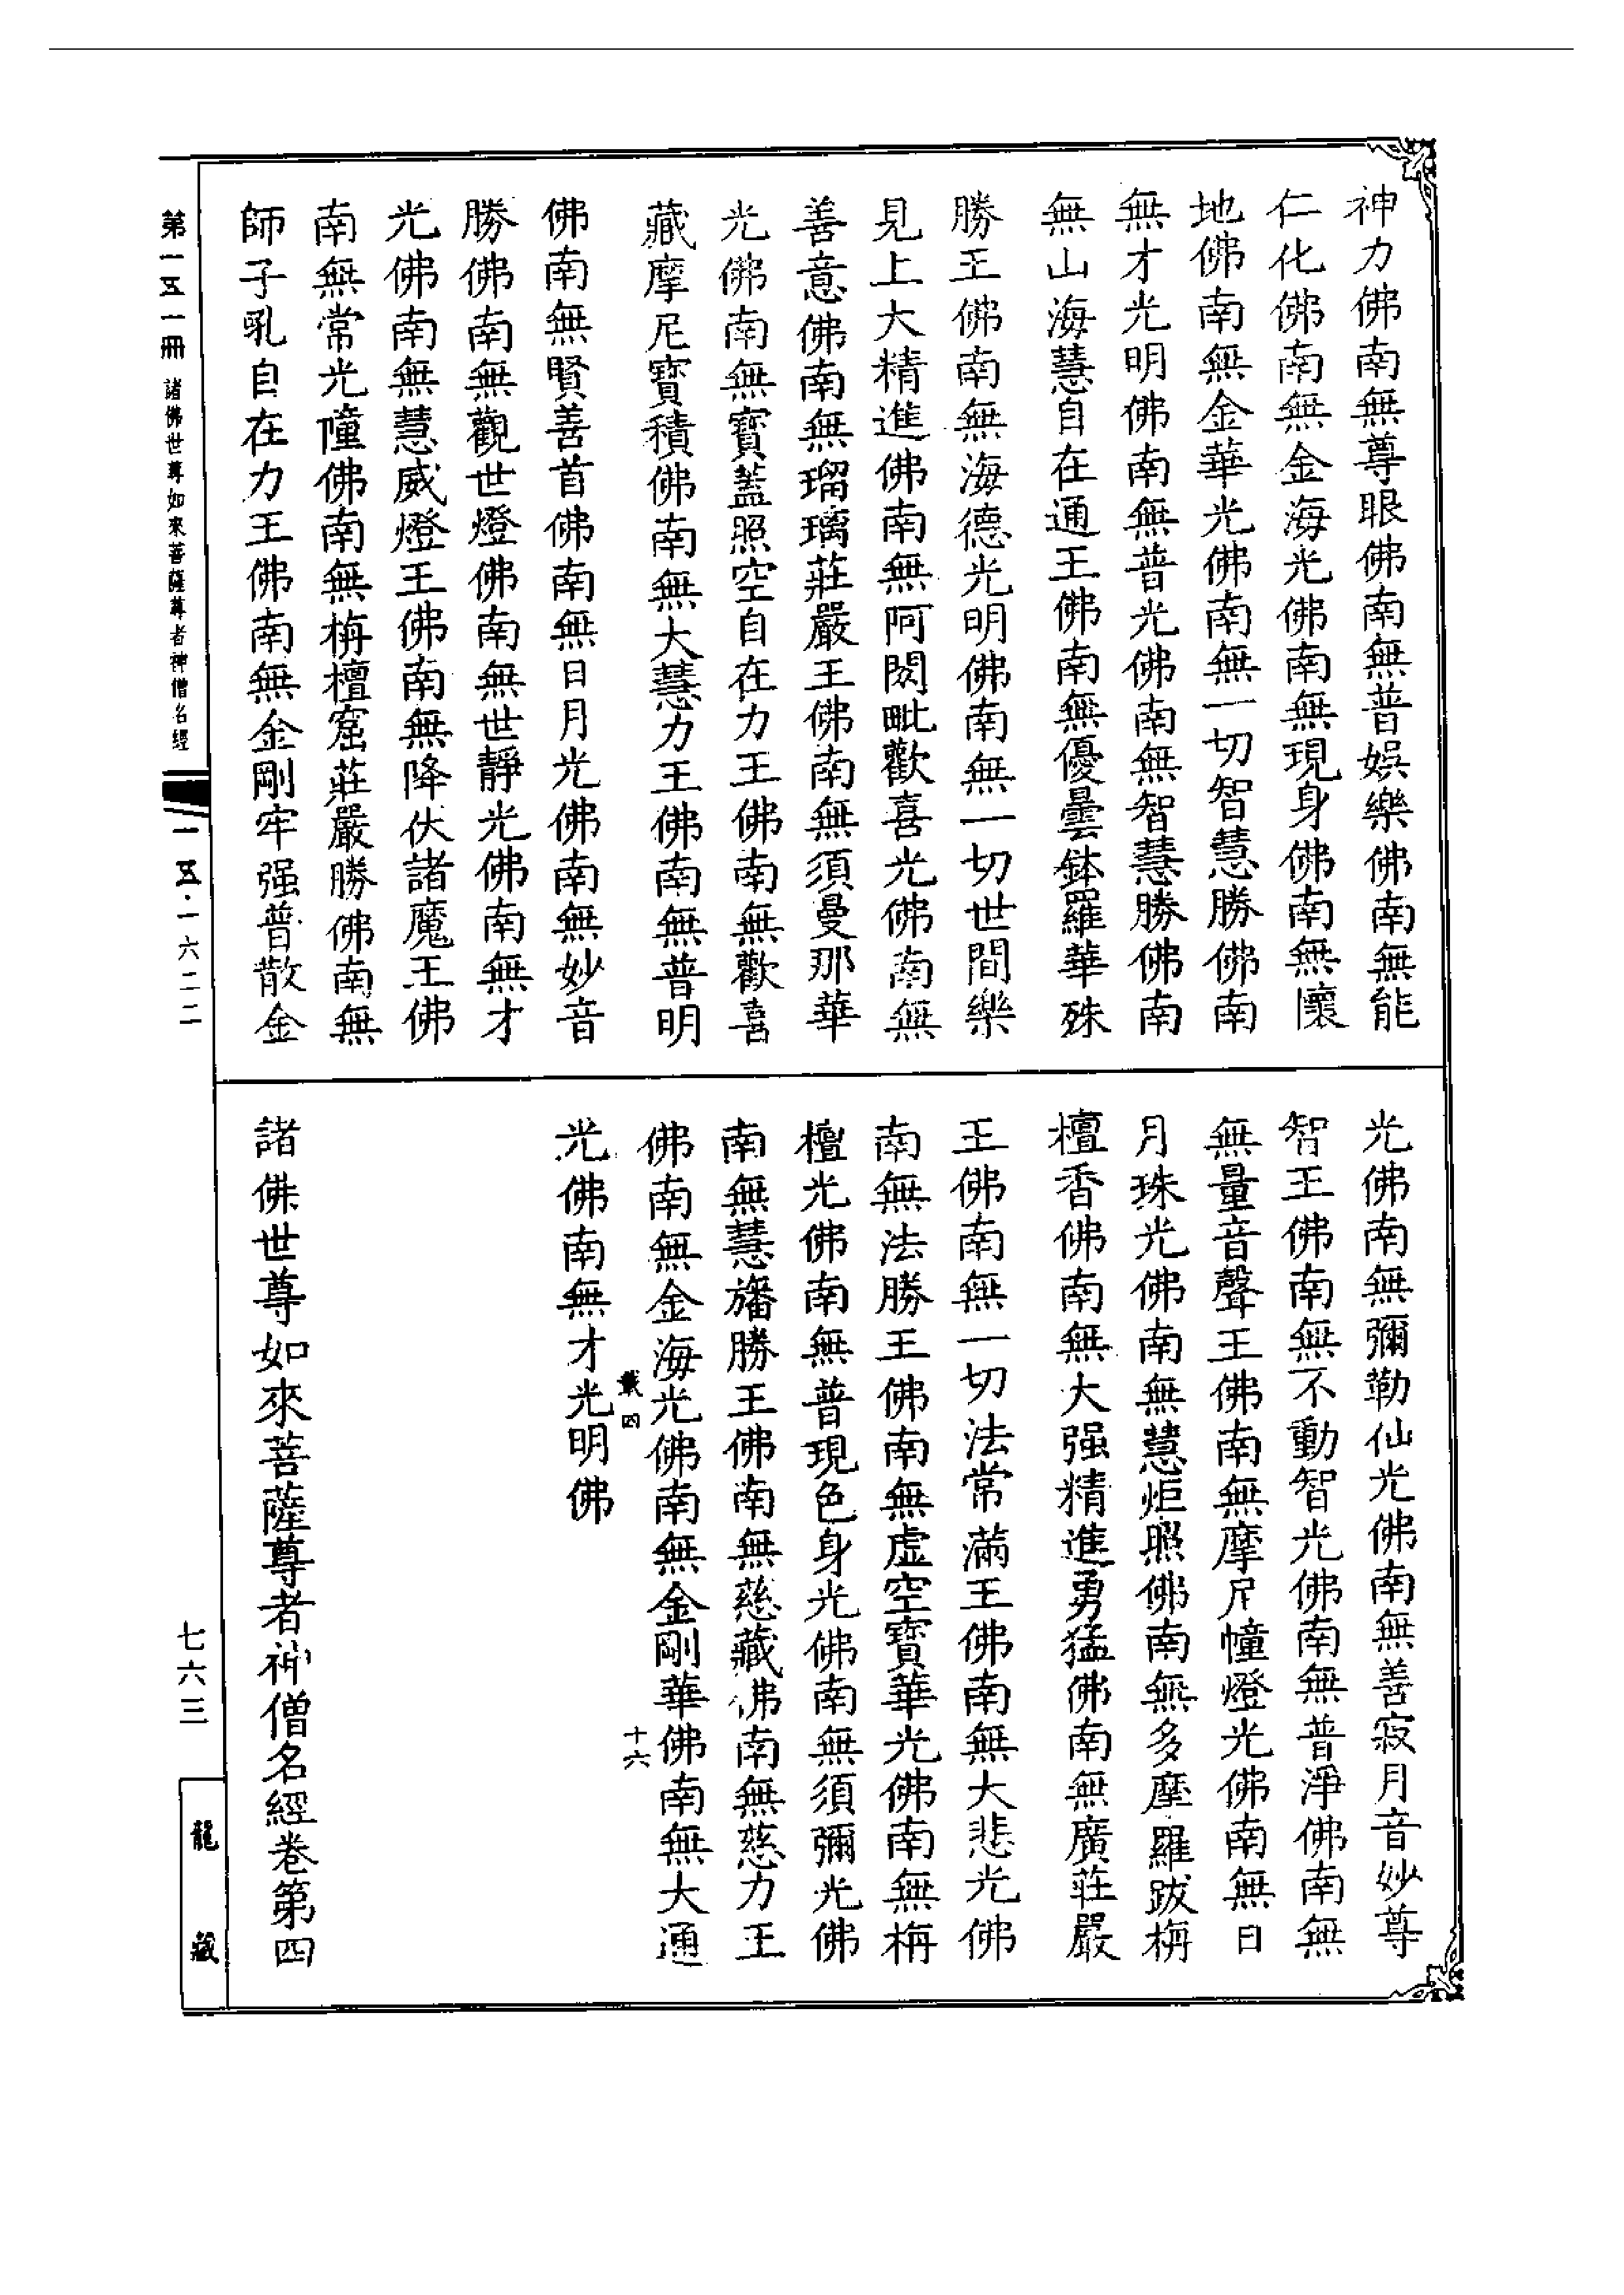 神力佛南無尊眼佛南無普娛樂佛南無能
仁化佛南無金海光佛南無現身佛南無懷
地佛南無金華光佛南無一切智慧勝佛南
無才光明佛南無普光佛南無智慧勝佛南
無山海慧自在通王佛南無優曇鉢羅華殊
勝王佛南無海德光明佛南無一切世間樂
見上大精進佛南無阿閦毗歡喜光佛南無
善意佛南無瑠璃莊嚴王佛南無須曼那華
光佛南無寶蓋照空自在力王佛南無歡喜
藏摩尼寶積佛南無大慧力王佛南無普明
佛南無賢善首佛南無日月光佛南無妙音
勝佛南無觀世燈佛南無世靜光佛南無才
光佛南無慧威燈王佛南無降伏諸魔王佛
南無常光幢佛南無栴檀窟莊嚴勝佛南無
師子吼自在力王佛南無金剛牢强普散金
光佛南無彌勒仙光佛南無善寂月音妙尊
智王佛南無不動智光佛南無普淨佛南無
無量音聲王佛南無摩尼幢燈光佛南無日
月珠光佛南無慧炬照佛南無多摩羅跋栴
檀香佛南無大强精進勇猛佛南無廣莊嚴
王佛南無一切法常滿王佛南無大悲光佛
南無法勝王佛南無虛空寶華光佛南無栴
檀光佛南無普現色身光佛南無須彌光佛
南無慧旛勝王佛南無慈藏佛南無慈力王
佛南無金海光佛南無金剛華佛南無大通
四 十六
光佛南無才光明佛
諸佛世尊如來菩薩尊者神僧名經卷第四
第一五一冊 諸佛世尊如來菩薩尊者神僧名經
一五·一六二二
七六三
龍藏